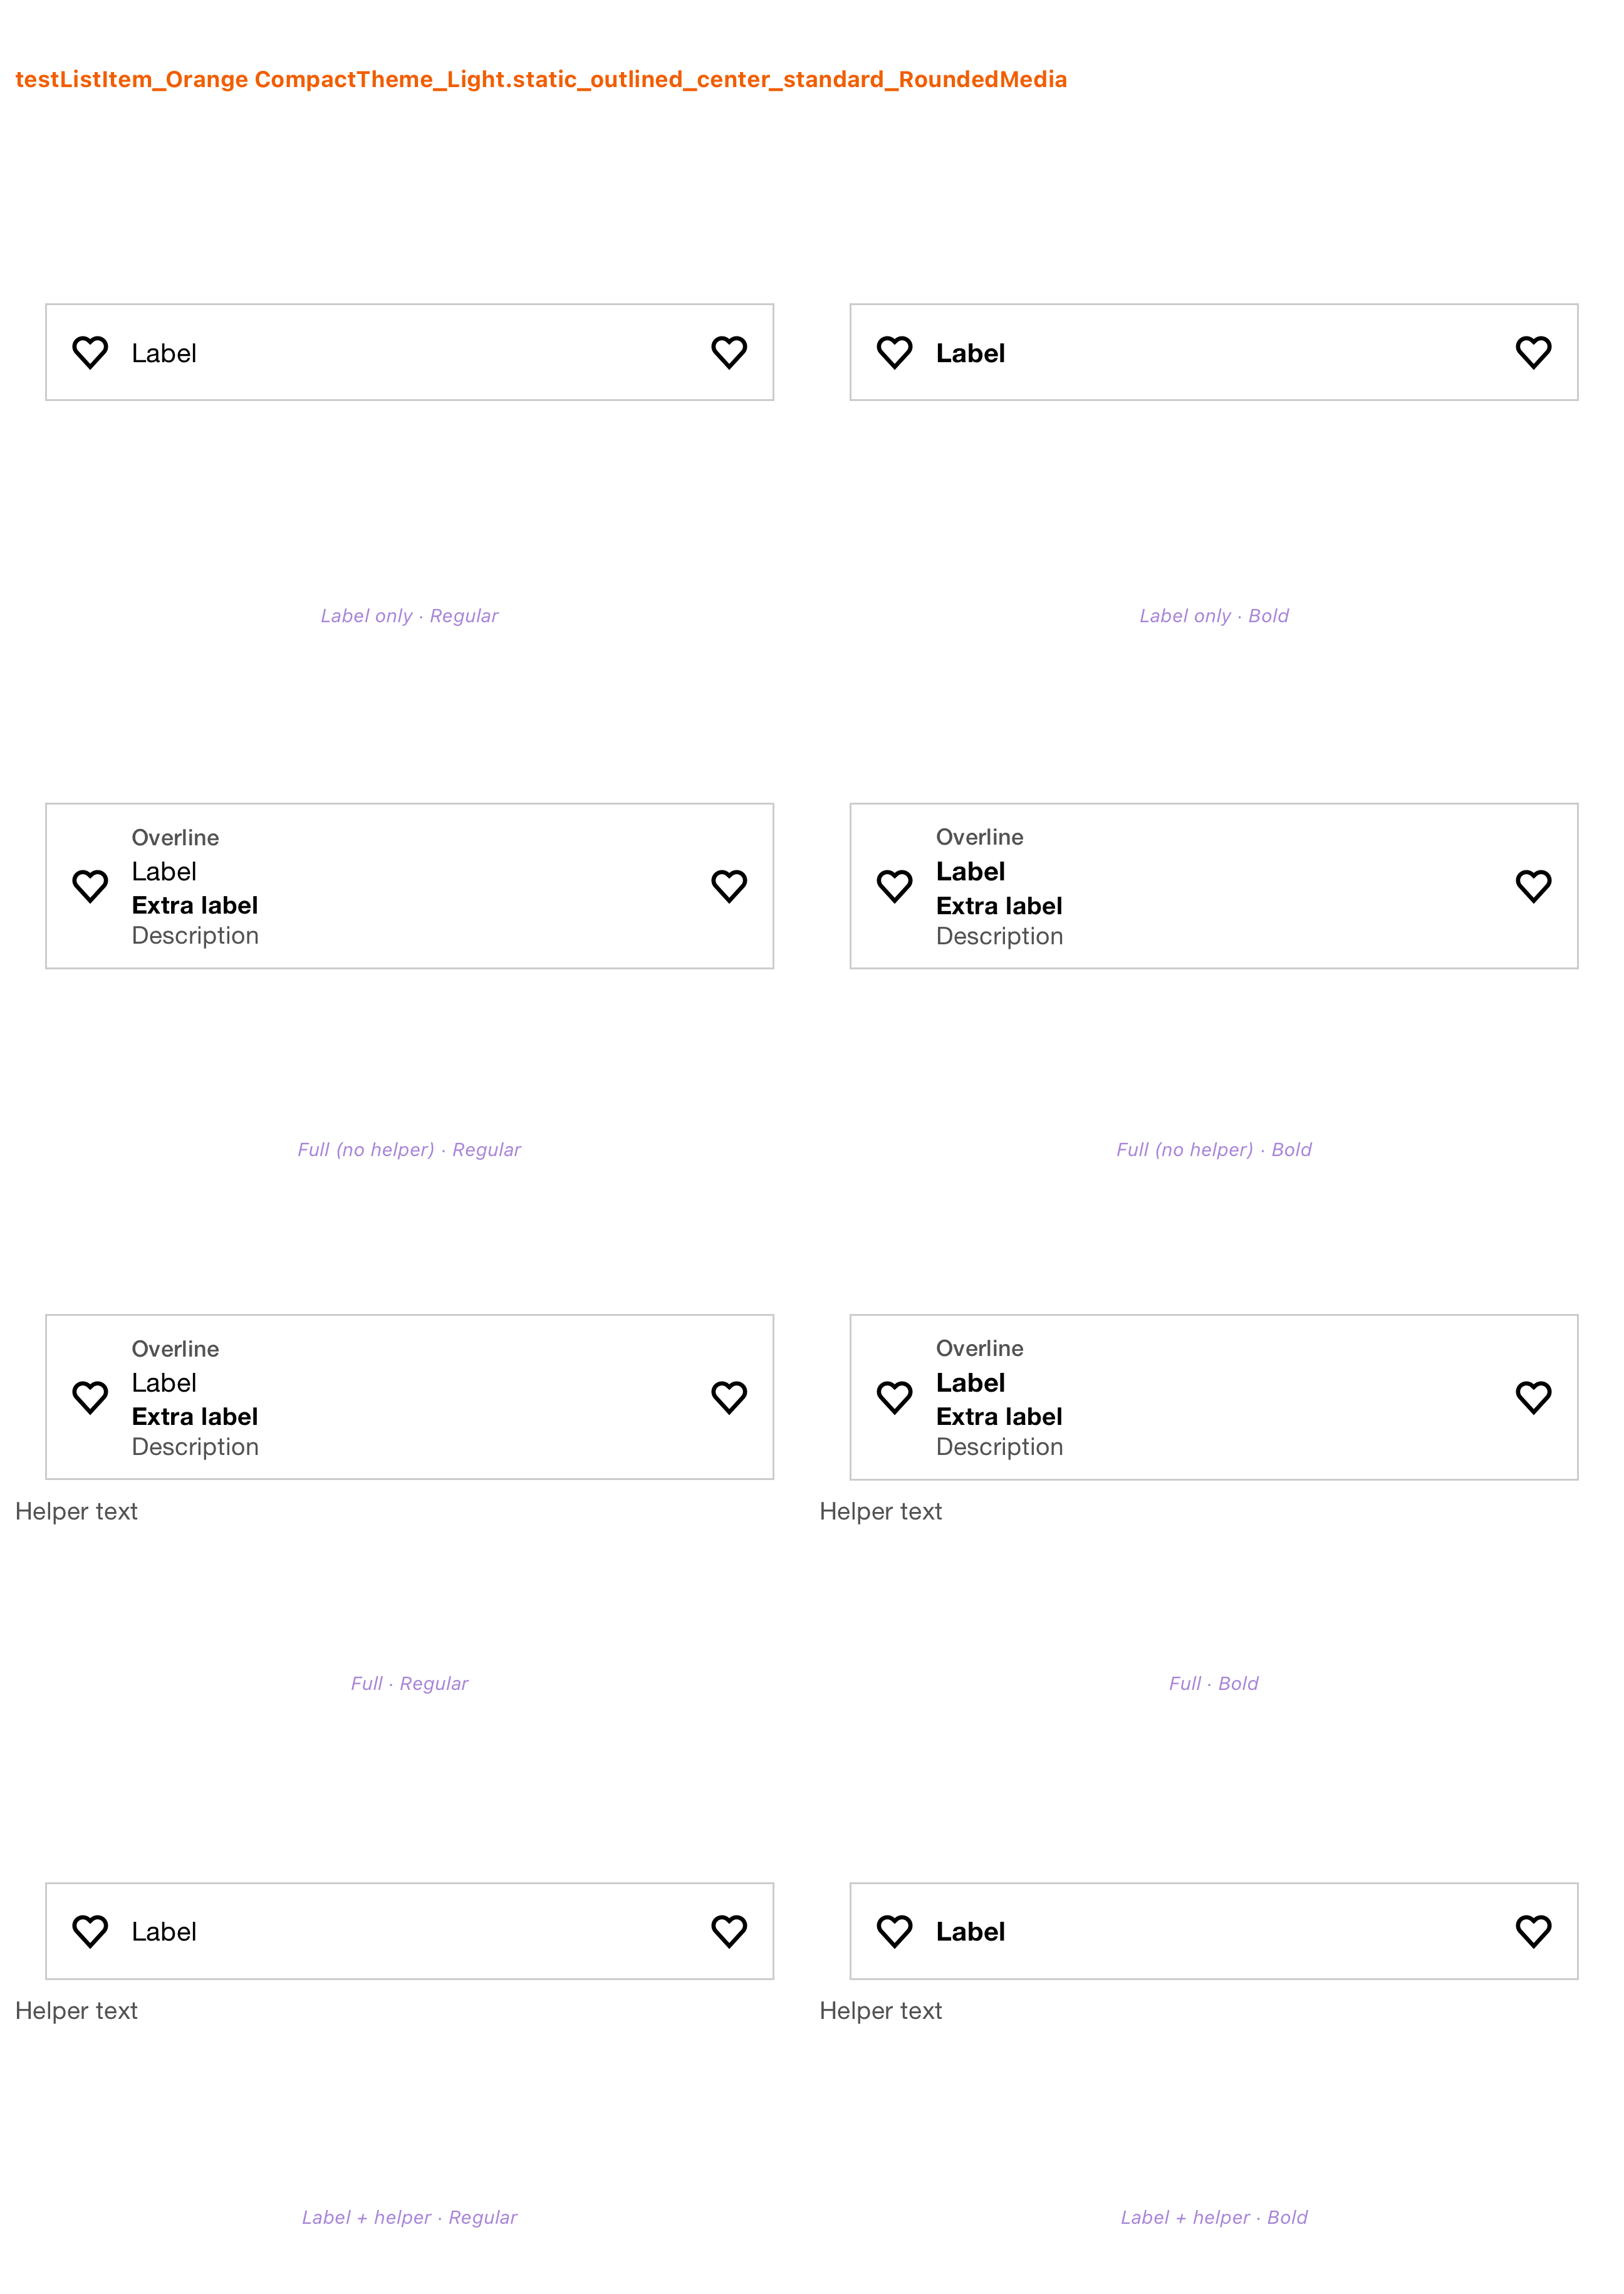 testListItem_Orange CompactTheme_Light.static_outlined_center_standard_RoundedMedia
Label
Label
Label only · Regular
Label only · Bold
Overline
Label
Extra label
Description
Overline
Label
Extra label
Description
Full (no helper) · Regular
Full (no helper) · Bold
Overline
Label
Extra label
Description
Helper text
Overline
Label
Extra label
Description
Helper text
Full · Regular
Full · Bold
Label
Helper text
Label
Helper text
Label + helper · Regular
Label + helper · Bold